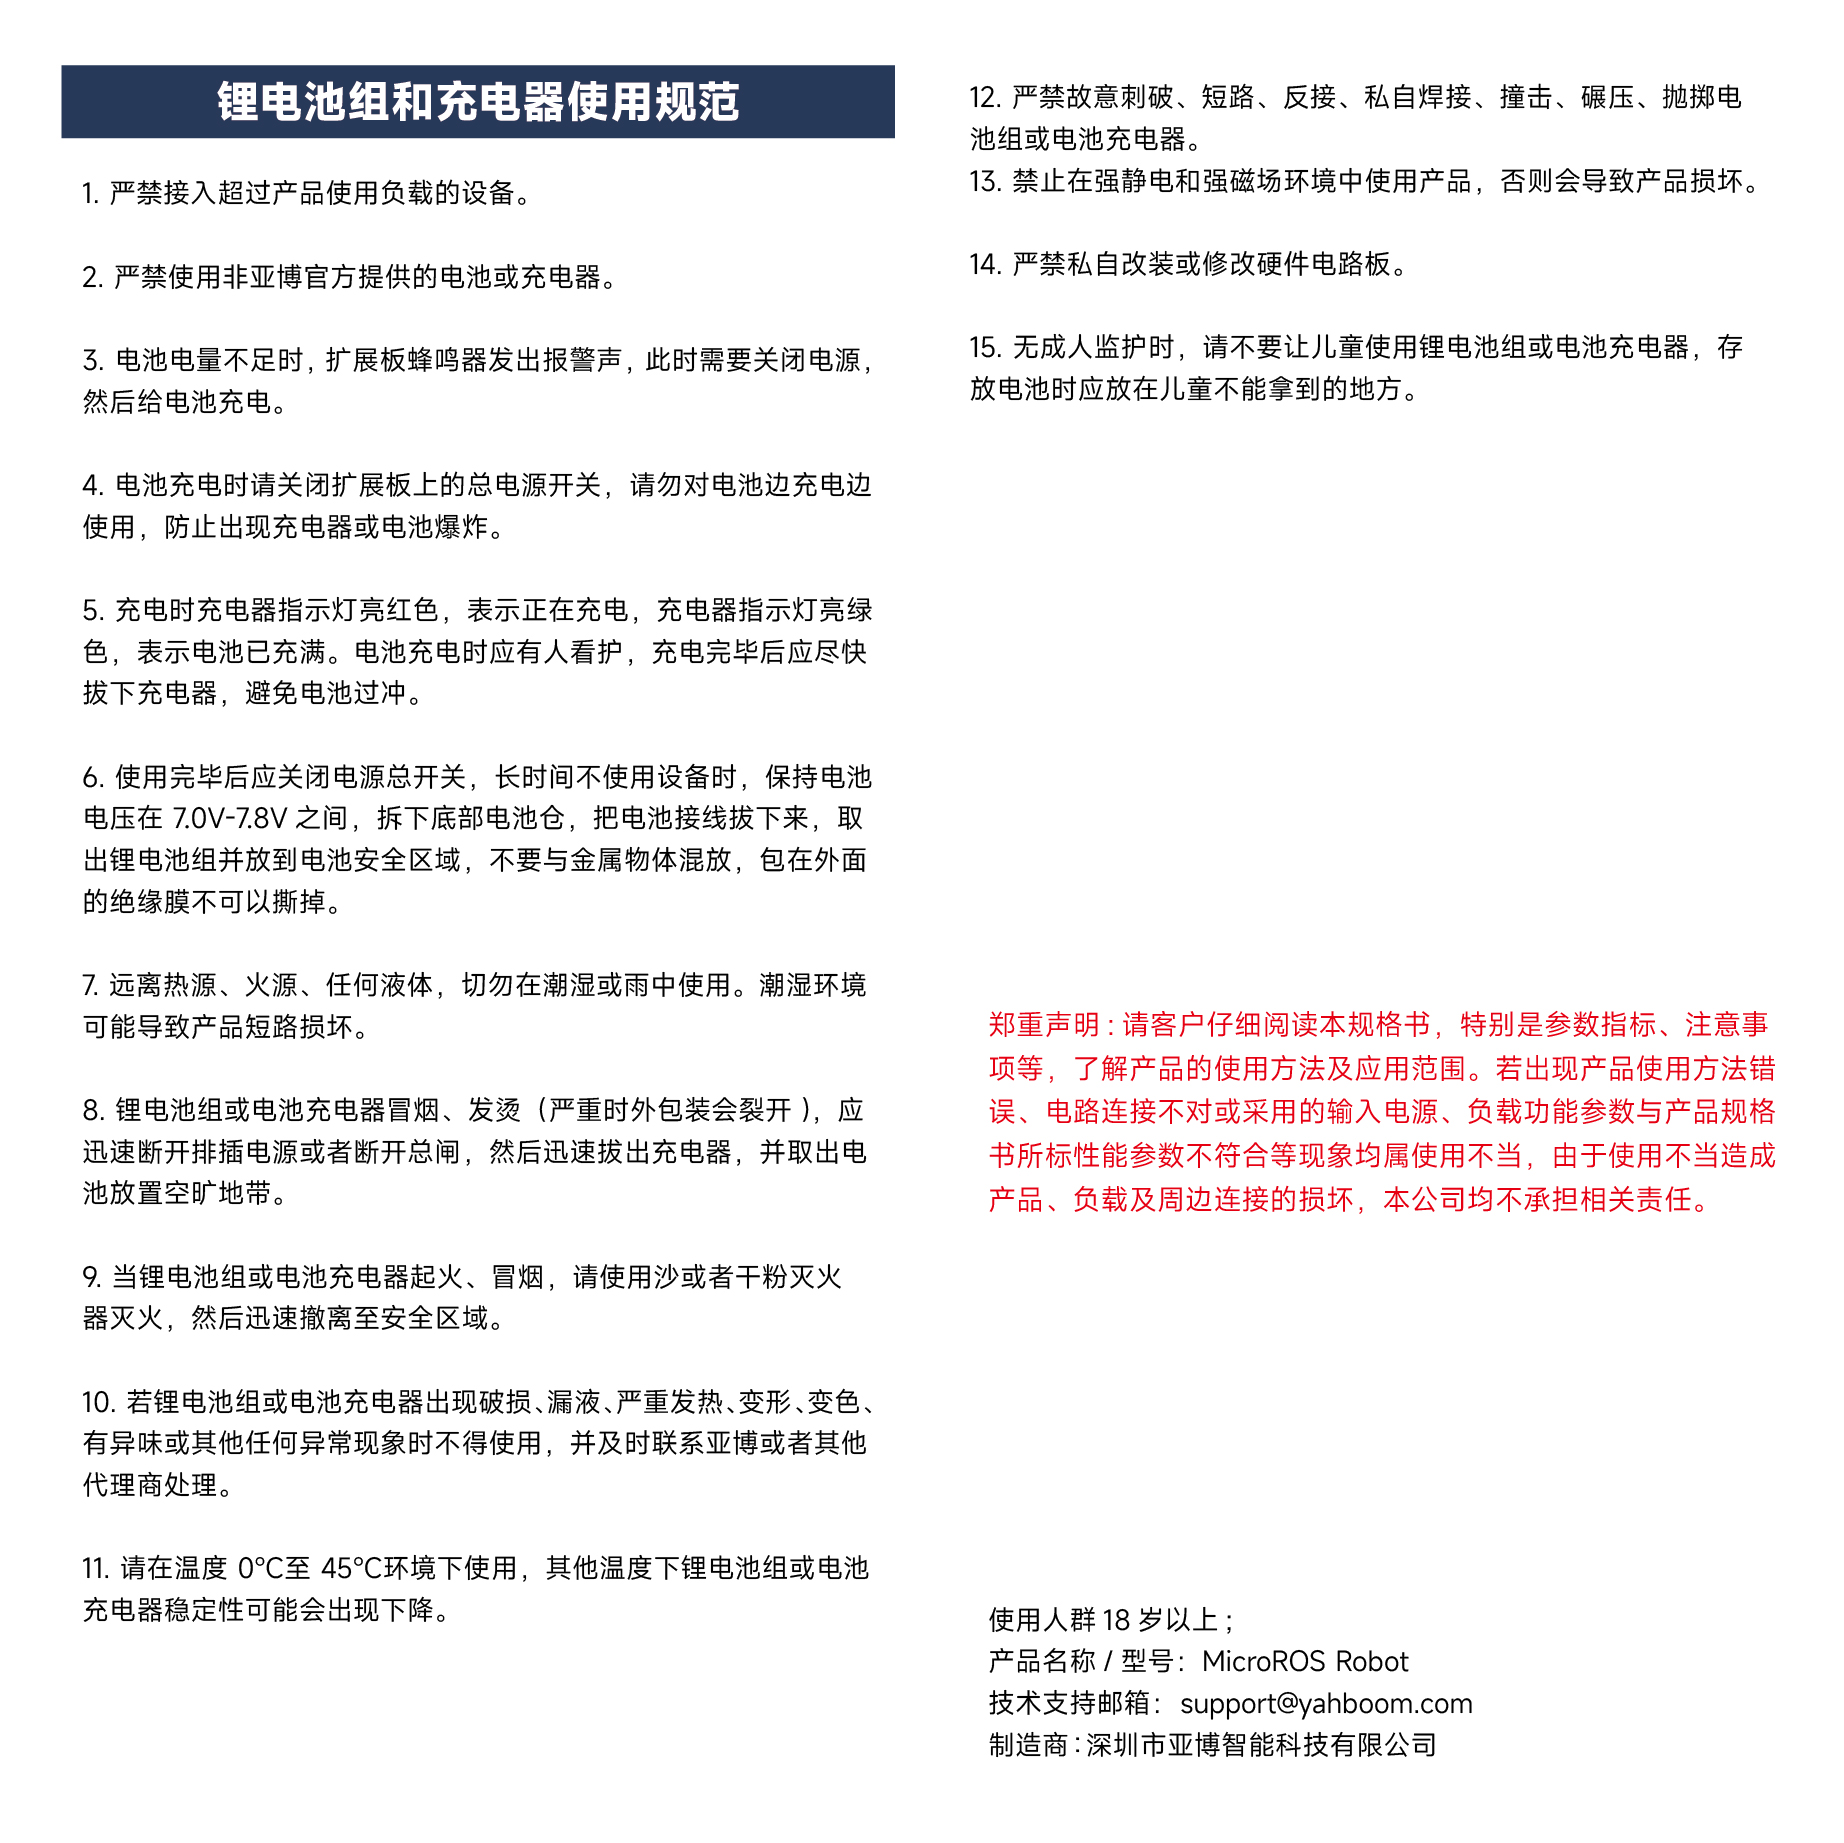 锂电池组和充电器使用规范
1. 严禁接入超过产品使用负载的设备。
2. 严禁使用非亚博官方提供的电池或充电器。
3. 电池电量不足时，扩展板蜂鸣器发出报警声，此时需要关闭电源，
然后给电池充电。
4. 电池充电时请关闭扩展板上的总电源开关，请勿对电池边充电边
使用，防止出现充电器或电池爆炸。
5. 充电时充电器指示灯亮红色，表示正在充电，充电器指示灯亮绿
色，表示电池已充满。电池充电时应有人看护，充电完毕后应尽快
拔下充电器，避免电池过冲。
6. 使用完毕后应关闭电源总开关，长时间不使用设备时，保持电池
电压在 7.0V-7.8V 之间，拆下底部电池仓，把电池接线拔下来，取
出锂电池组并放到电池安全区域，不要与金属物体混放，包在外面
的绝缘膜不可以撕掉。
7. 远离热源、火源、任何液体，切勿在潮湿或雨中使用。潮湿环境
可能导致产品短路损坏。
8. 锂电池组或电池充电器冒烟、发烫（严重时外包装会裂开 )，应
迅速断开排插电源或者断开总闸，然后迅速拔出充电器，并取出电
池放置空旷地带。
9. 当锂电池组或电池充电器起火、冒烟，请使用沙或者干粉灭火
器灭火，然后迅速撤离至安全区域。
10. 若锂电池组或电池充电器出现破损、漏液、严重发热、变形、变色、
有异味或其他任何异常现象时不得使用，并及时联系亚博或者其他
代理商处理。
11. 请在温度 0°C至 45°C环境下使用，其他温度下锂电池组或电池
充电器稳定性可能会出现下降。
12. 严禁故意刺破、短路、反接、私自焊接、撞击、碾压、抛掷电
池组或电池充电器。
13. 禁止在强静电和强磁场环境中使用产品，否则会导致产品损坏。
14. 严禁私自改装或修改硬件电路板。
15. 无成人监护时，请不要让儿童使用锂电池组或电池充电器，存
放电池时应放在儿童不能拿到的地方。
郑重声明 : 请客户仔细阅读本规格书，特别是参数指标、注意事
项等，了解产品的使用方法及应用范围。若出现产品使用方法错
误、电路连接不对或采用的输入电源、负载功能参数与产品规格
书所标性能参数不符合等现象均属使用不当，由于使用不当造成
产品、负载及周边连接的损坏，本公司均不承担相关责任。
使用人群 18 岁以上 ;
产品名称 / 型号：MicroROS Robot
技术支持邮箱：support@yahboom.com
制造商 : 深圳市亚博智能科技有限公司